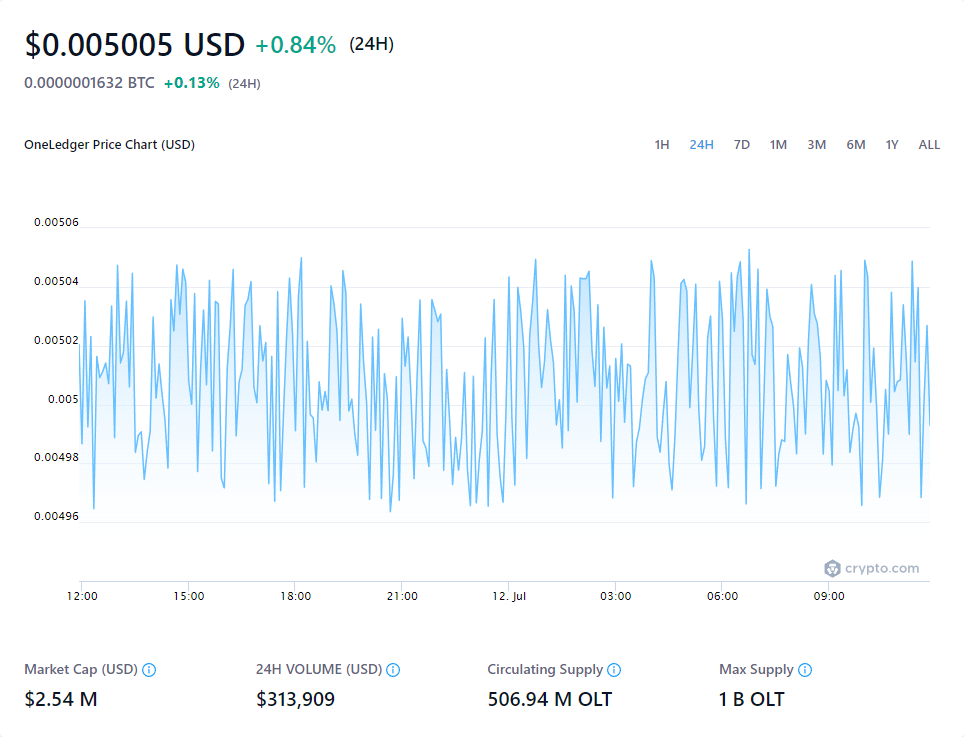 $0.005005 USD +0.84% (24H)
0.0000001632 BTC +0.13% (24H)
OneLedger Price Chart (USD) 1H 24H 7D 1M 3M 6M 1Y ALL
0.00506
0.00504
0.00502
0.005
0.00498
0.00496
crypto.com
12:00 15:00 18:00 21:00 12. Jul 03:00 06:00 09:00
Market Cap (USD) 24H VOLUME (USD) Circulating Supply Max Supply
$2.54 M $313,909 506.94 M OLT 1 B OLT